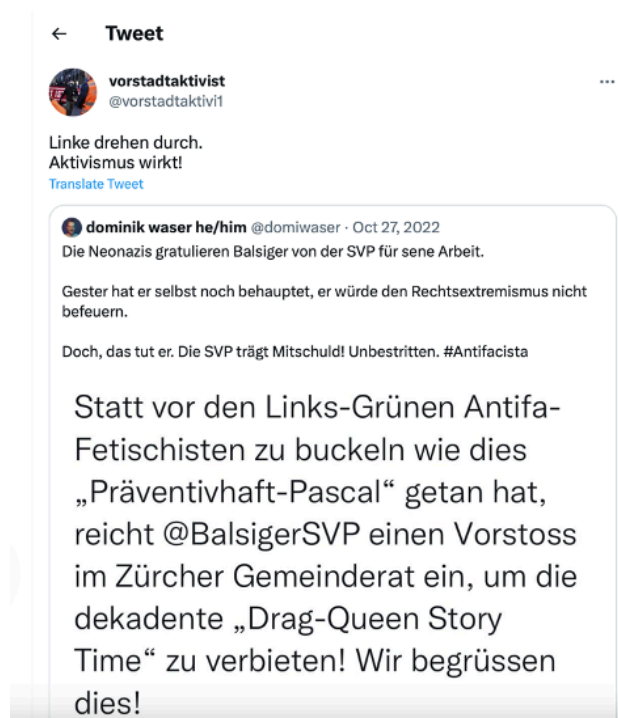 Tweet
vorstadtaktivist
@vorstadtaktivi1
Linke drehen durch.
Aktivismus wirkt!
Translate Tweet
dominik waser he/him @domiwaser · Oct 27, 2022
Die Neonazis gratulieren Balsiger von der SVP für sene Arbeit.
Gester hat er selbst noch behauptet, er würde den Rechtsextremismus nicht
befeuern.
Doch, das tut er. Die SVP trägt Mitschuld! Unbestritten. #Antifacista
Statt vor den Links-Grünen Antifa-
Fetischisten zu buckeln wie dies
„Präventivhaft-Pascal“ getan hat,
reicht @BalsigerSVP einen Vorstoss
im Zürcher Gemeinderat ein, um die
dekadente „Drag-Queen Story
Time“ zu verbieten! Wir begrüssen
dies!